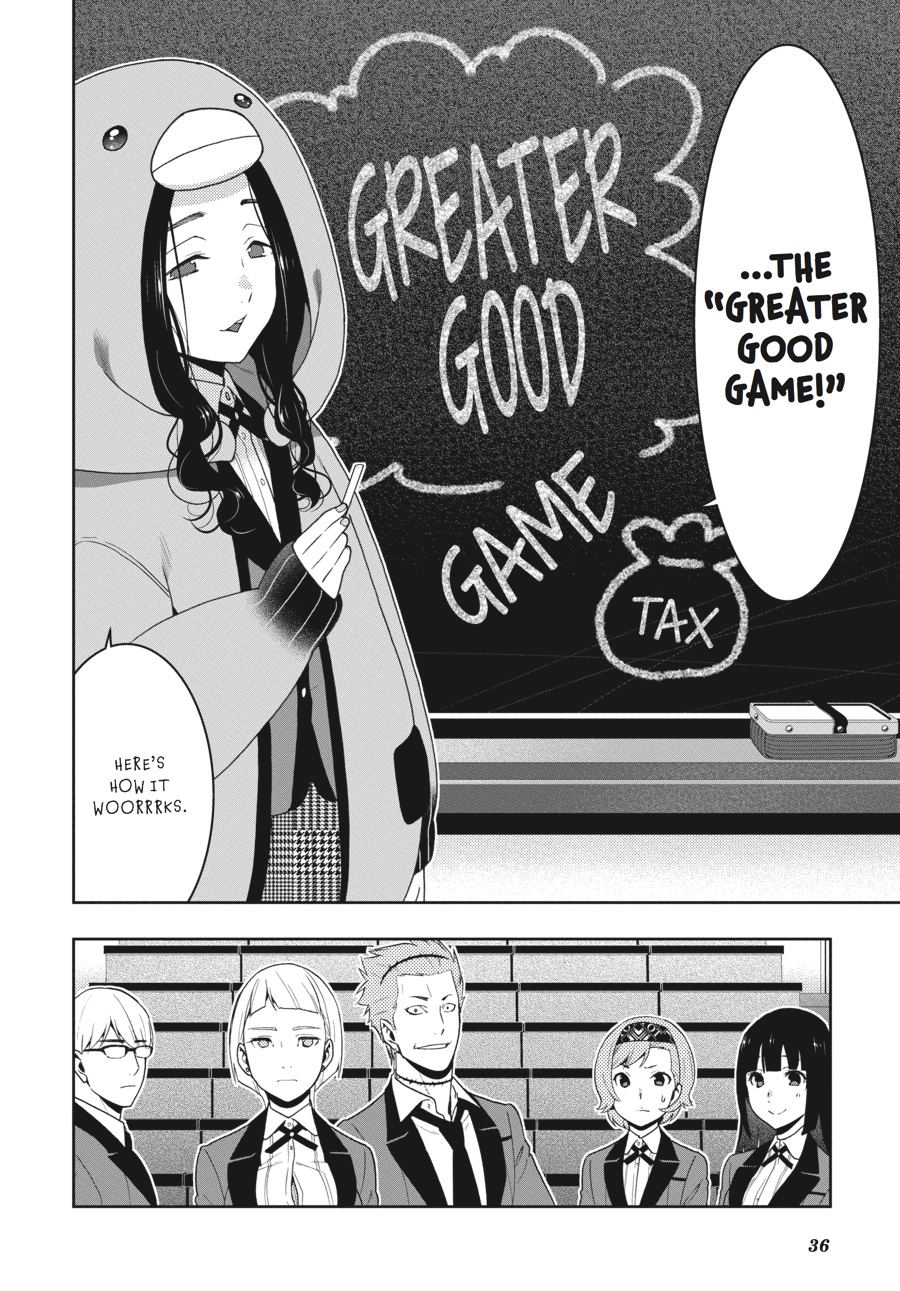 ...THE
“GREATER
GOOD
GAME!”
GREATER
GOOD
GAME
TAX
HERE'S
HOW IT
WOORRRKS.
36